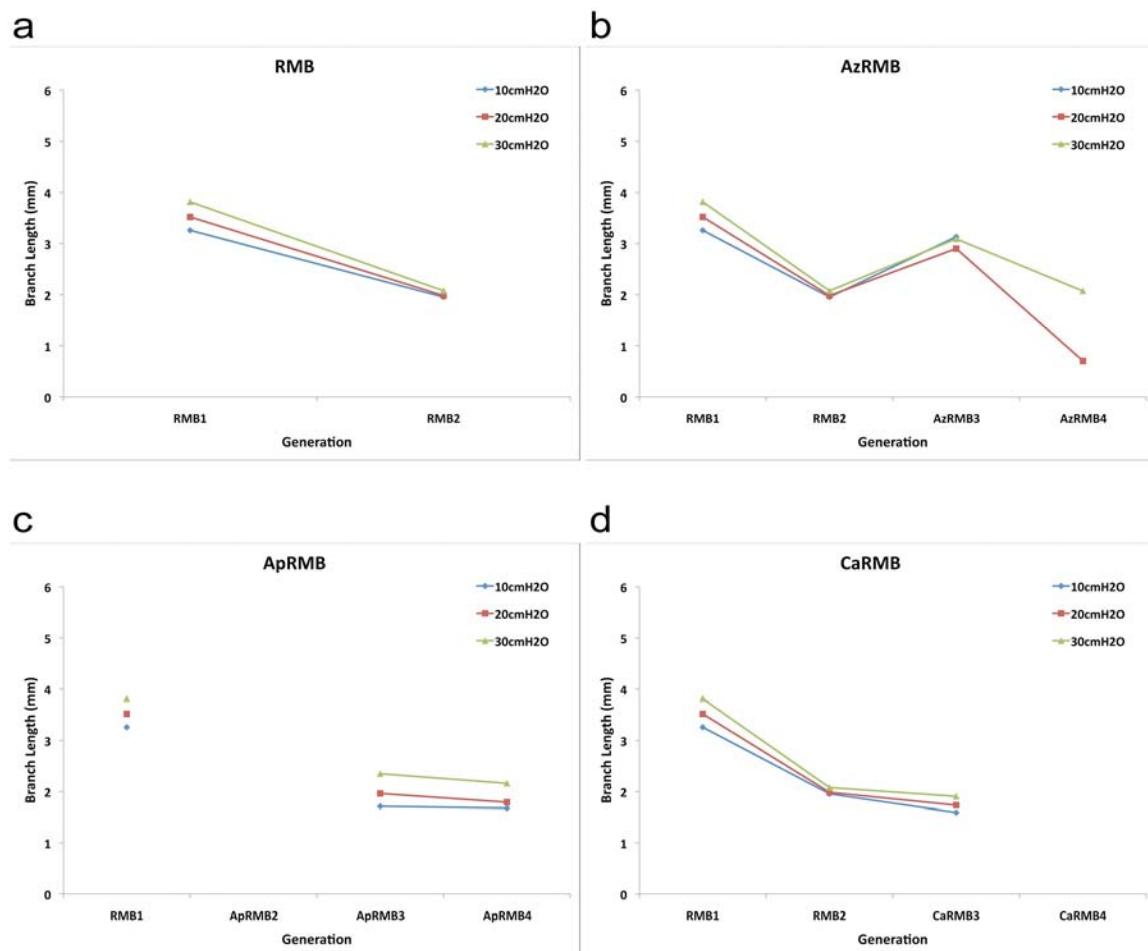 a
RMB
6
5
4
3
2
1
0
Branch Length (mm)
10cmH2O
20cmH2O
30cmH2O
RMB1 RMB2
Generation
b
AzRMB
6
5
4
3
2
1
0
Branch Length (mm)
10cmH2O
20cmH2O
30cmH2O
RMB1 RMB2 AzRMB3 AzRMB4
Generation
c
ApRMB
6
5
4
3
2
1
0
Branch Length (mm)
10cmH2O
20cmH2O
30cmH2O
RMB1 ApRMB2 ApRMB3 ApRMB4
Generation
d
CaRMB
6
5
4
3
2
1
0
Branch Length (mm)
10cmH2O
20cmH2O
30cmH2O
RMB1 RMB2 CaRMB3 CaRMB4
Generation